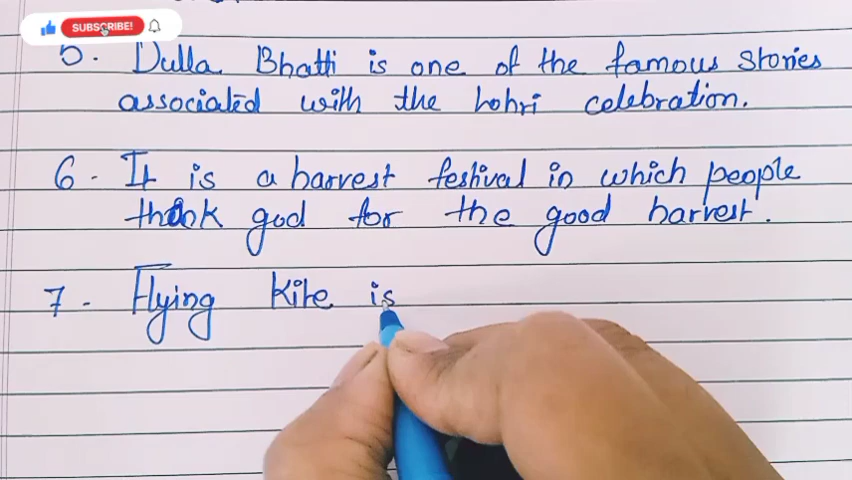 SUBSCRIBE!
5. Dulla Bhatti is one of the famous stories
associated with the Lohri celebration.
6. It is a harvest festival in which people
thank god for the good harvest.
7. Flying Kite is